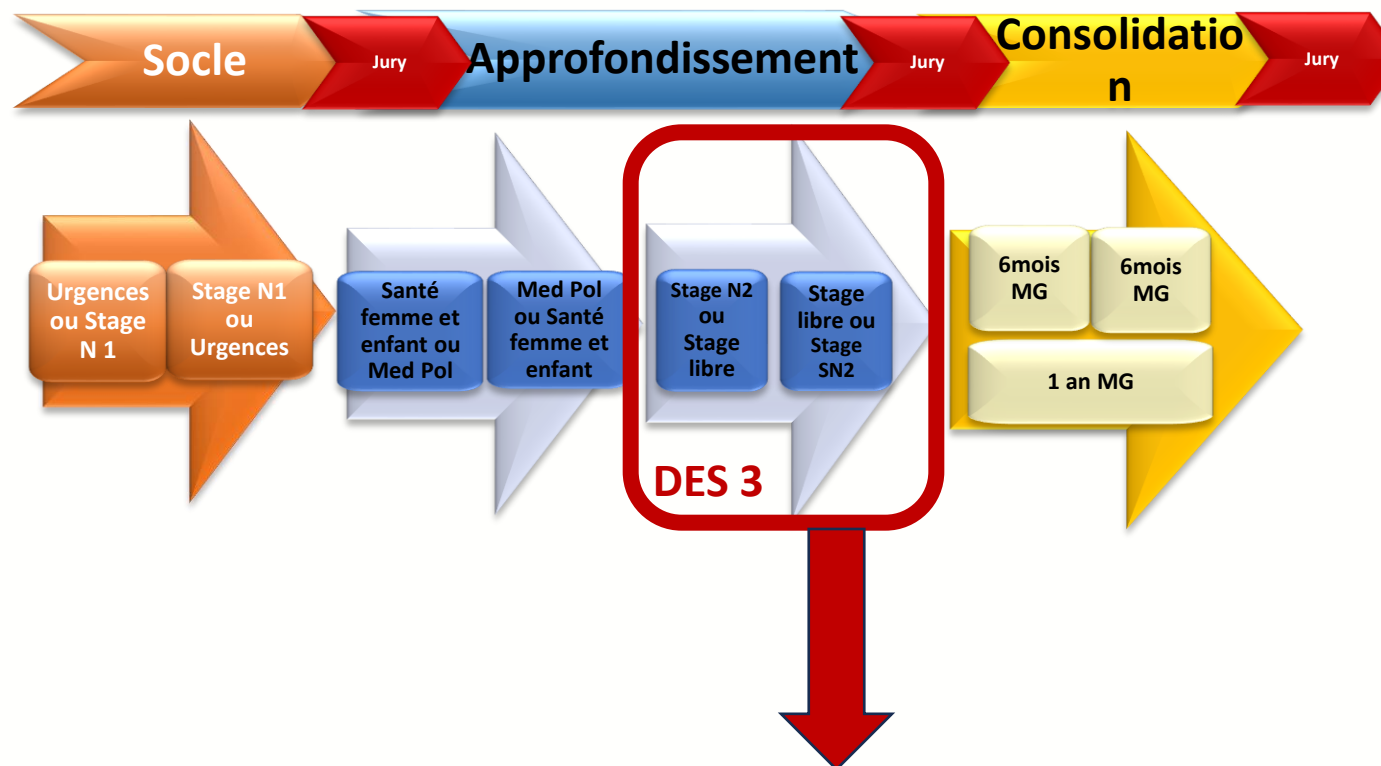 Socle
Jury
Approfondissement
Jury
Consolidatio
n
Jury
Urgences
ou Stage
N 1
Stage N1
ou
Urgences
Santé
femme et
enfant ou
Med Pol
Med Pol
ou Santé
femme et
enfant
Stage N2
ou
Stage
libre
Stage
libre ou
Stage
SN2
DES 3
6mois
MG
6mois
MG
1 an MG